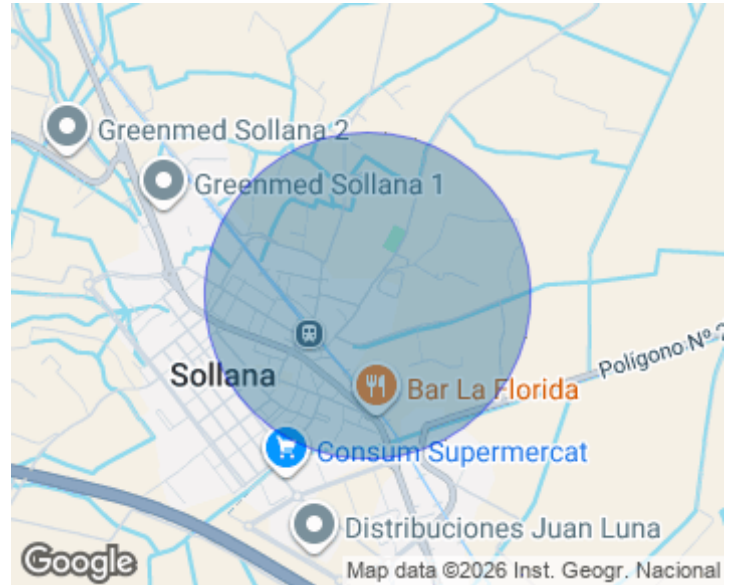 Greenmed Sollana 2
Greenmed Sollana 1
Sollana
Polígono Nº 2
Bar La Florida
Consum Supermercat
Distribuciones Juan Luna
Google
Map data ©2026 Inst. Geogr. Nacional